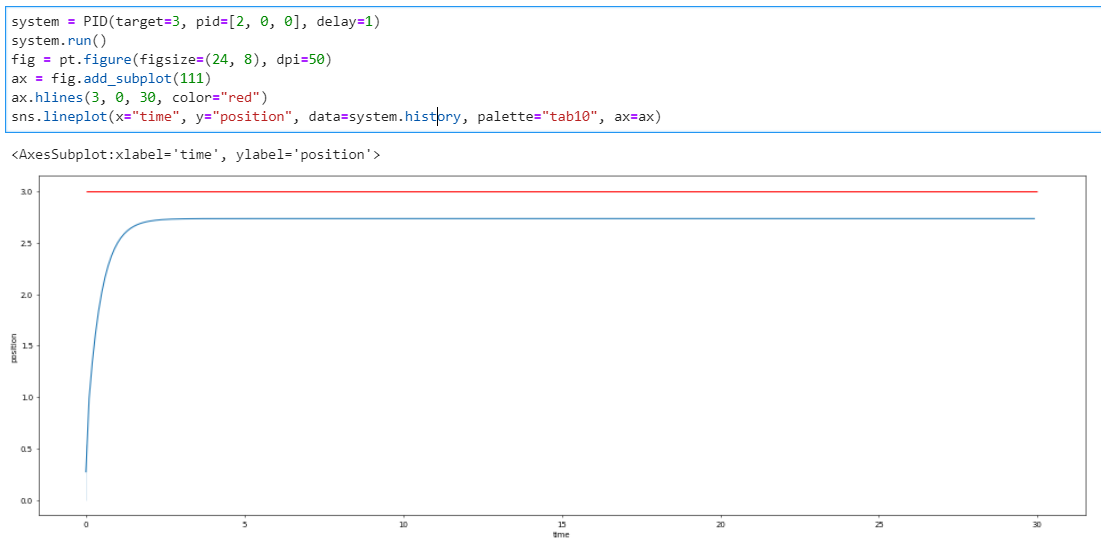 system = PID(target=3, pid=[2, 0, 0], delay=1)
system.run()
fig = pt.figure(figsize=(24, 8), dpi=50)
ax = fig.add_subplot(111)
ax.hlines(3, 0, 30, color="red")
sns.lineplot(x="time", y="position", data=system.history, palette="tab10", ax=ax)
<AxesSubplot:xlabel='time', ylabel='position'>
3.0
2.5
2.0
1.5
1.0
0.5
0.0
position
0 5 10 15 20 25 30
time